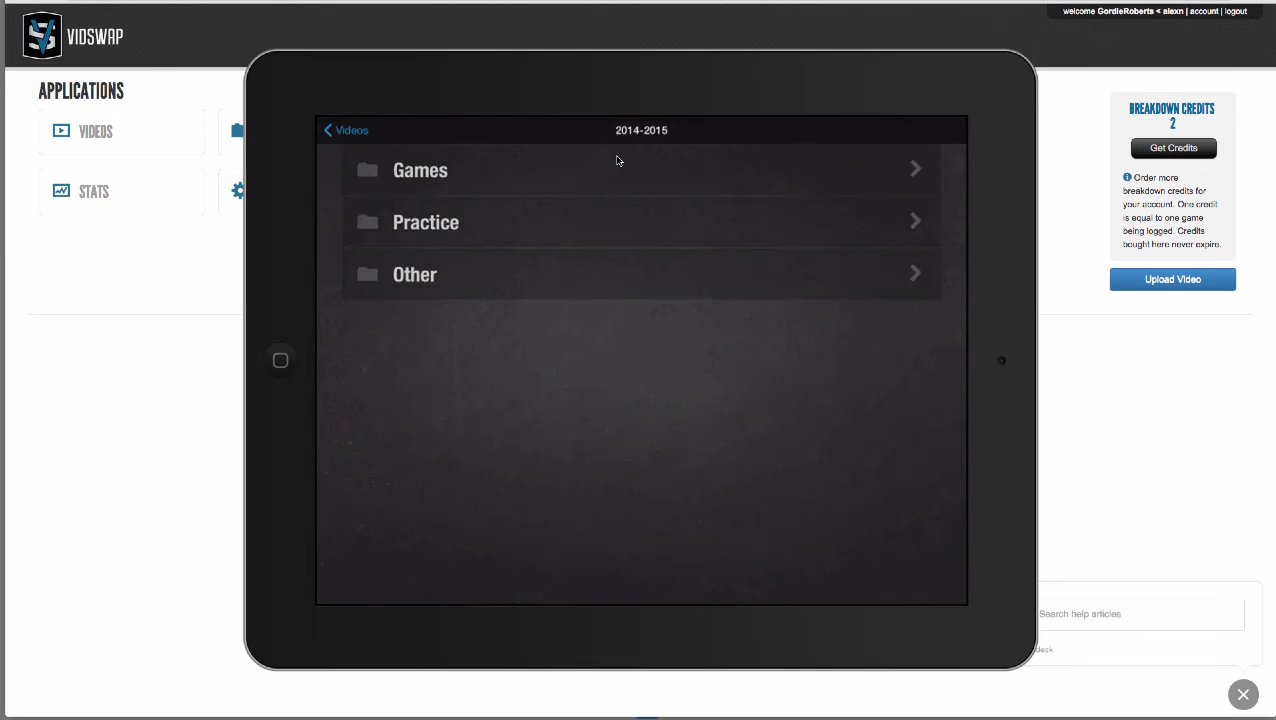 welcome GordieRoberts < alexn | account | logout
VIDSWAP
APPLICATIONS
VIDEOS
STATS
Videos
2014-2015
Games
Practice
Other
BREAKDOWN CREDITS
2
Get Credits
Order more
breakdown credits for
your account. One credit
is equal to one game
being logged. Credits
bought here never expire.
Upload Video
Search help articles
desk